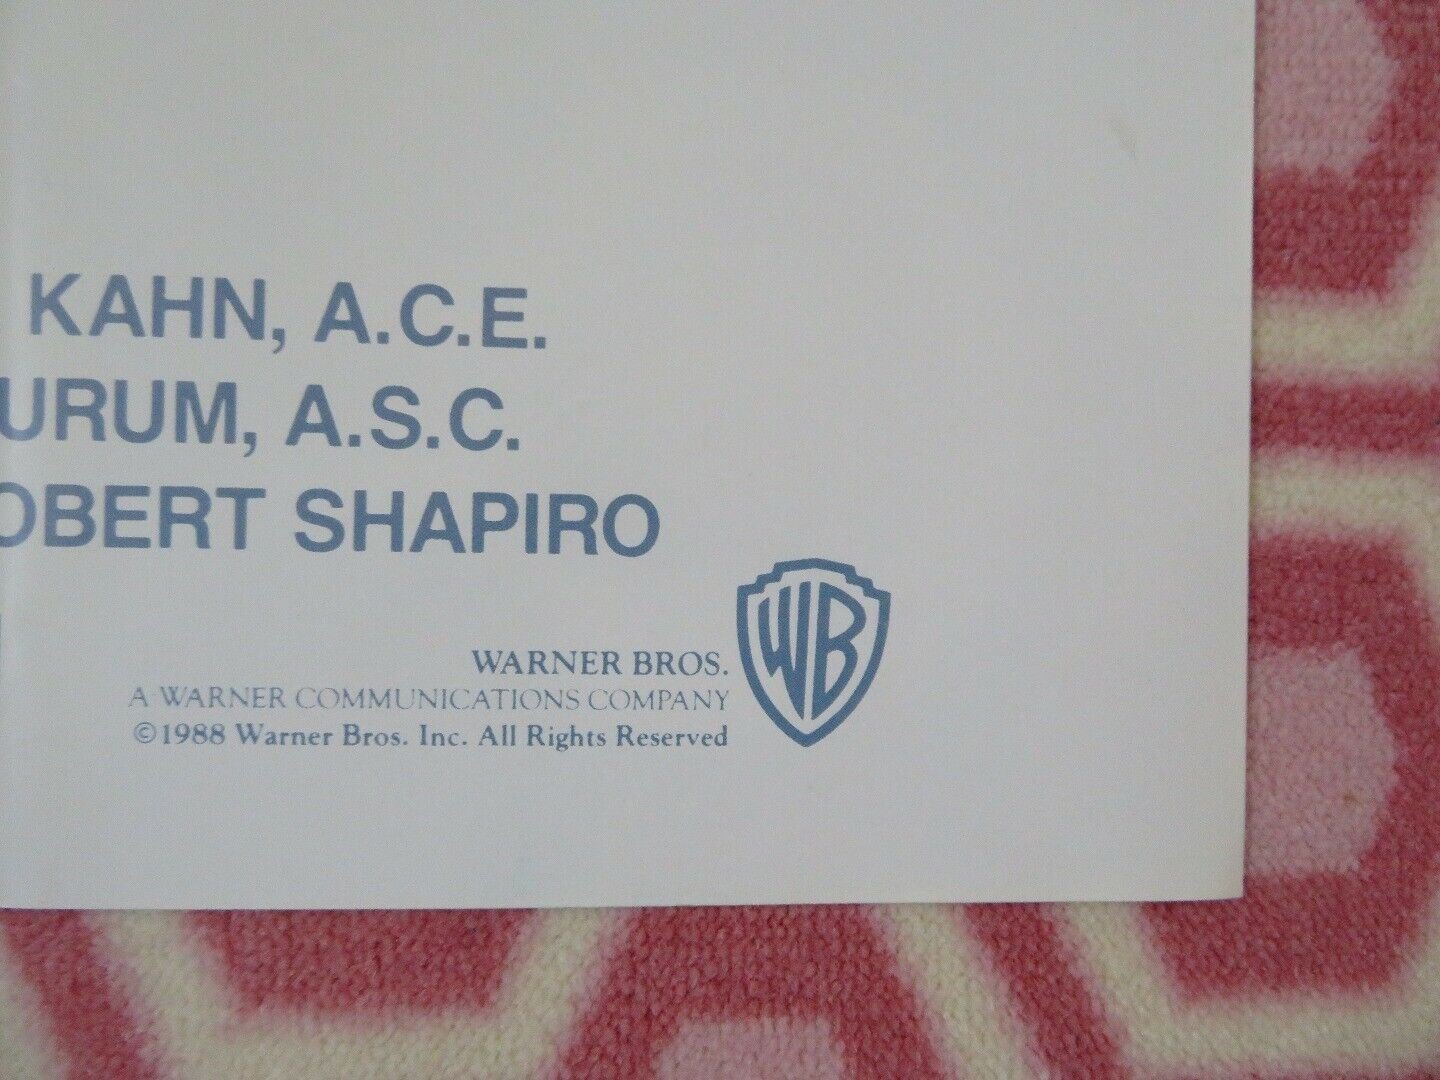 KAHN, A.C.E.
URUM, A.S.C.
OBERT SHAPIRO
WARNER BROS.
A WARNER COMMUNICATIONS COMPANY
©1988 Warner Bros. Inc. All Rights Reserved
WB